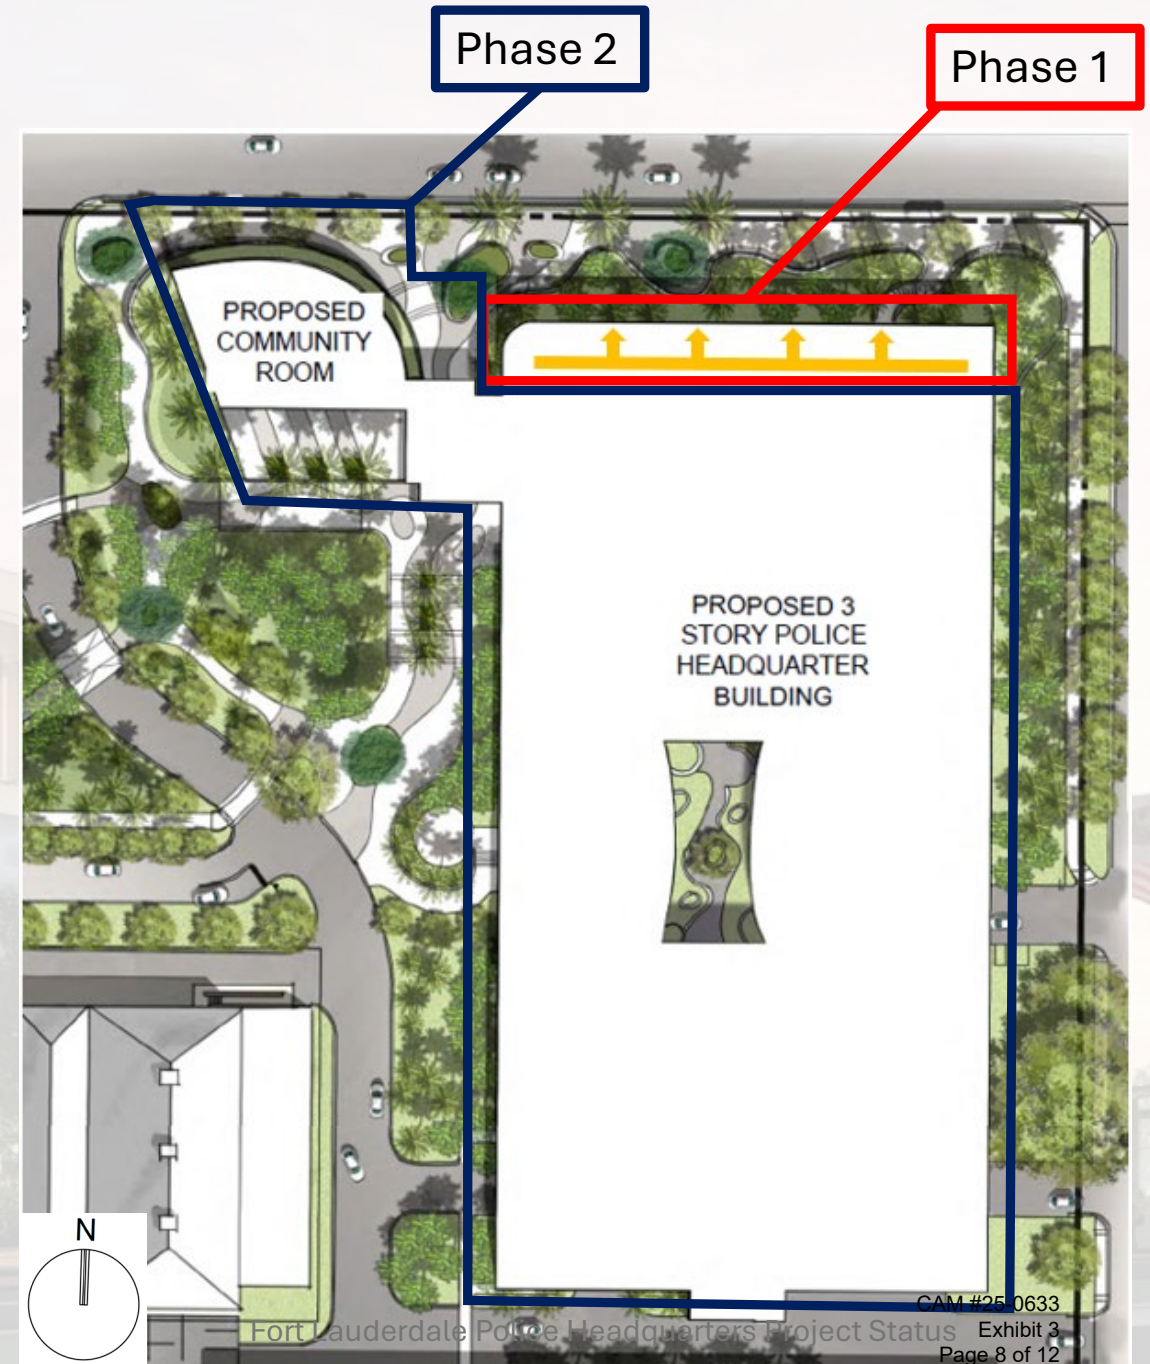 Phase 2
Phase 1
PROPOSED
COMMUNITY
ROOM
PROPOSED 3
STORY POLICE
HEADQUARTER
BUILDING
N
CAM #25-0633
Fort Lauderdale Police Headquarters Project Status
Exhibit 3
Page 8 of 12